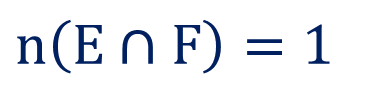 n(E ∩ F) = 1